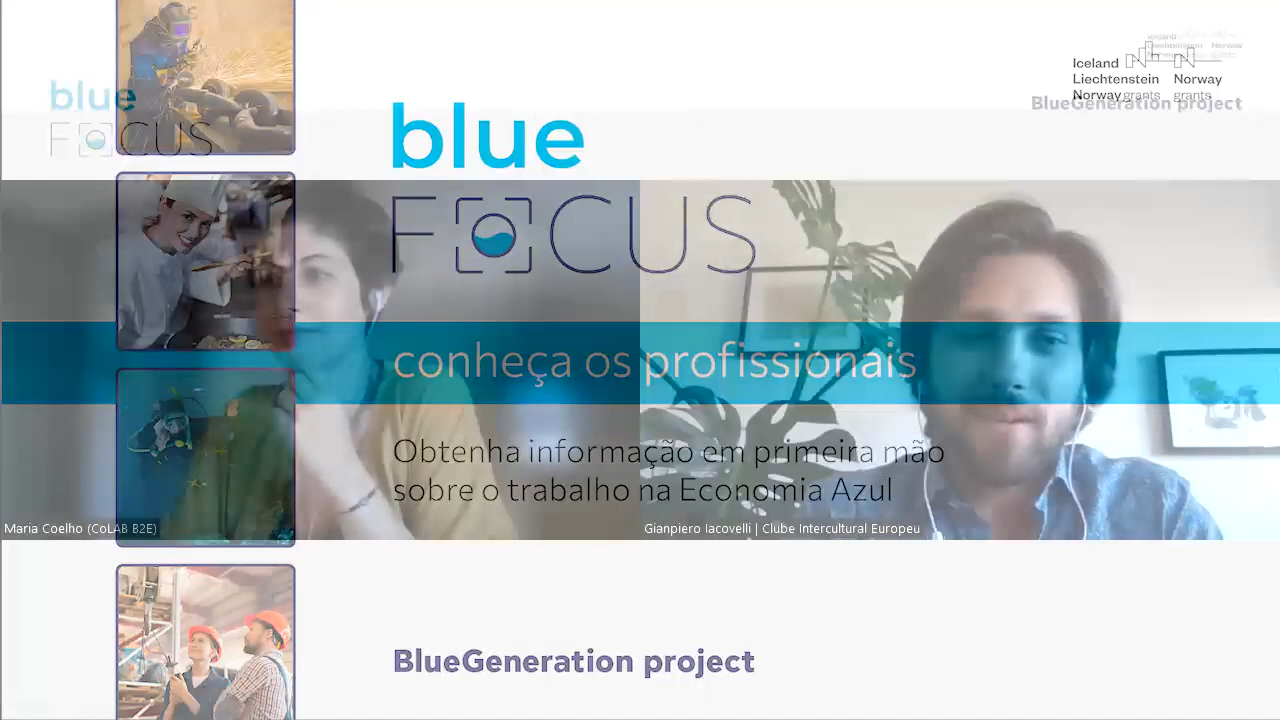 blue
FOCUS
Iceland
Liechtenstein Norway
Norway grants grants
BlueGeneration project
blue
FOCUS
conheça os profissionais
Obtenha informação em primeira mão
sobre o trabalho na Economia Azul
Maria Coelho (CoLAB B2E)
Gianpiero Iacovelli | Clube Intercultural Europeu
BlueGeneration project